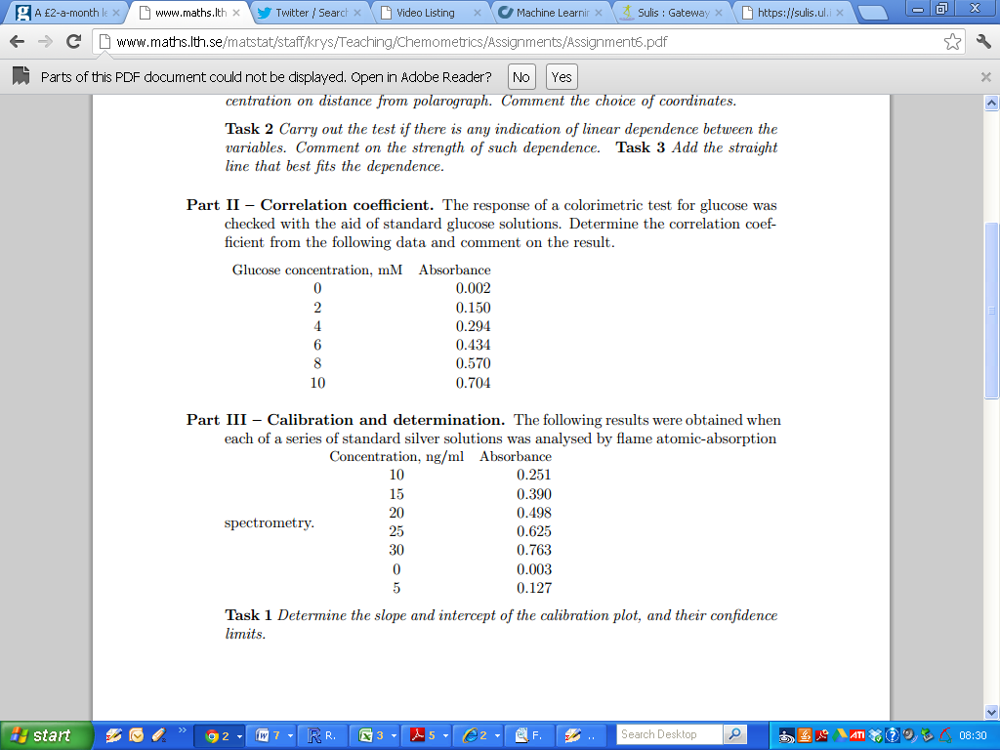 A £2-a-month le
www.maths.lth
Twitter / Search
Video Listing
Machine Learnin
Sulis : Gateway
https://sulis.ul.i
www.maths.lth.se/matstat/staff/krys/Teaching/Chemometrics/Assignments/Assignment6.pdf
Parts of this PDF document could not be displayed. Open in Adobe Reader? No Yes
centration on distance from polarograph. Comment the choice of coordinates.
Task 2 Carry out the test if there is any indication of linear dependence between the
variables. Comment on the strength of such dependence. Task 3 Add the straight
line that best fits the dependence.
Part II – Correlation coefficient. The response of a colorimetric test for glucose was
checked with the aid of standard glucose solutions. Determine the correlation coef-
ficient from the following data and comment on the result.
Glucose concentration, mM Absorbance
0 0.002
2 0.150
4 0.294
6 0.434
8 0.570
10 0.704
Part III – Calibration and determination. The following results were obtained when
each of a series of standard silver solutions was analysed by flame atomic-absorption
Concentration, ng/ml Absorbance
10 0.251
15 0.390
20 0.498
spectrometry.
25 0.625
30 0.763
0 0.003
5 0.127
Task 1 Determine the slope and intercept of the calibration plot, and their confidence
limits.
start 2 7 R. 3 5 2 F. .. Search Desktop ATI 08:30